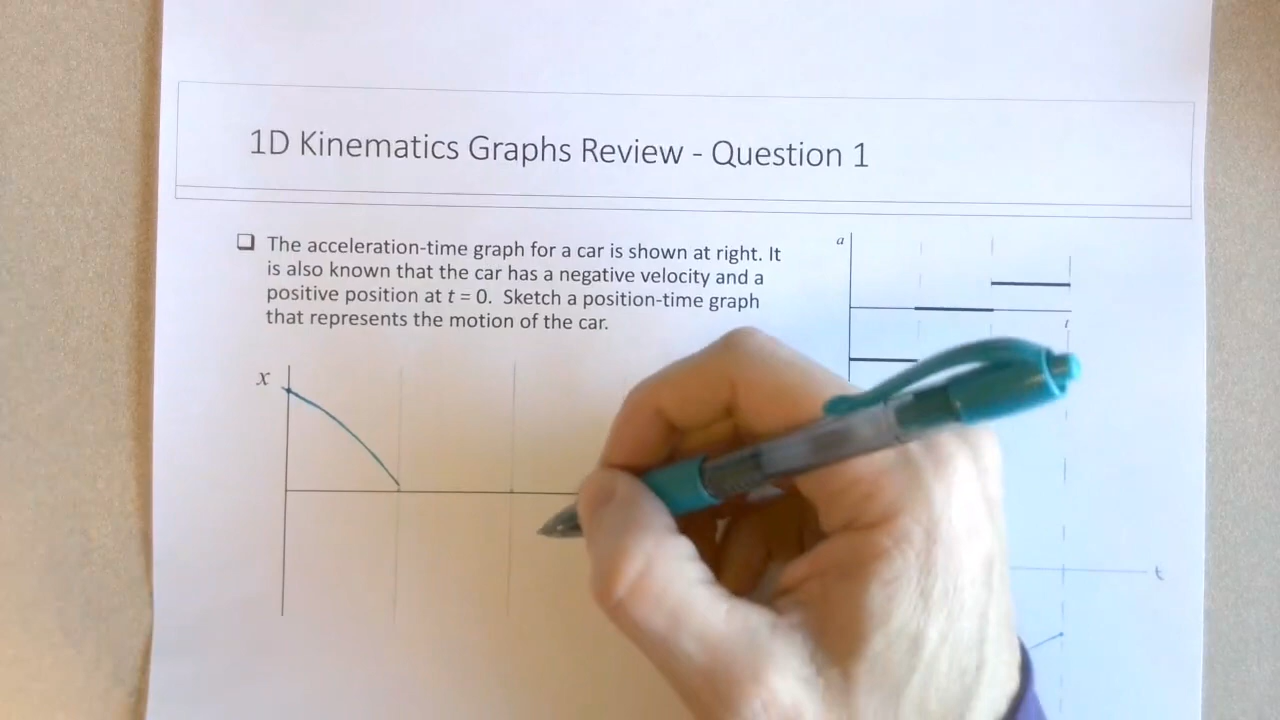 1D Kinematics Graphs Review - Question 1
The acceleration-time graph for a car is shown at right. It
is also known that the car has a negative velocity and a
positive position at t = 0. Sketch a position-time graph
that represents the motion of the car.
a
t
x
t